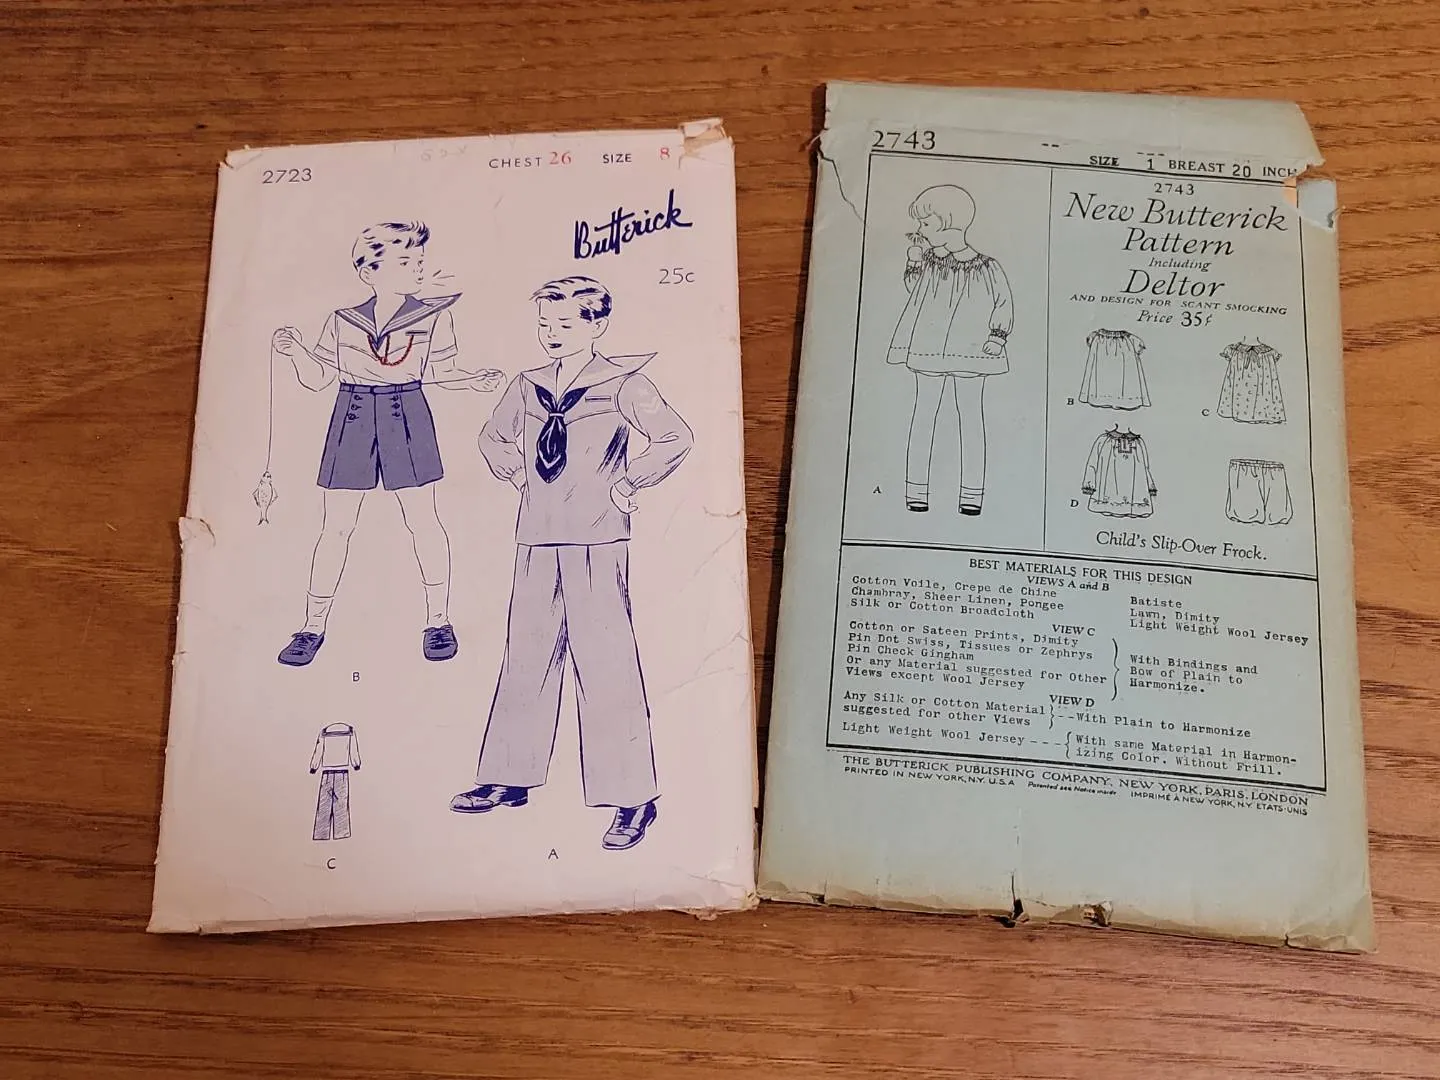 2723
CHEST 26 SIZE 8
Butterick
25c
B
C
A
2743
SIZE 1 BREAST 20 INCH
2743
New Butterick
Pattern
Including
Deltor
AND DESIGN FOR SCANT SMOCKING
Price 35¢
A
B
C
D
Child's Slip-Over Frock.
BEST MATERIALS FOR THIS DESIGN
VIEWS A and B
Cotton Voile, Crepe de Chine
Chambray, Sheer Linen, Pongee
Silk or Cotton Broadcloth
Batiste
Lawn, Dimity
Light Weight Wool Jersey
VIEW C
Cotton or Sateen Prints, Dimity
Pin Dot Swiss, Tissues or Zephyrs
Pin Check Gingham
Or any Material suggested for Other
Views except Wool Jersey
With Bindings and
Bow of Plain to
Harmonize.
VIEW D
Any Silk or Cotton Material
suggested for other Views
--With Plain to Harmonize
Light Weight Wool Jersey ---
With same Material in Harmon-
izing Color. Without Frill.
THE BUTTERICK PUBLISHING COMPANY, NEW YORK, PARIS, LONDON
PRINTED IN NEW YORK, N.Y. U.S.A Patented see Notice inside IMPRIMÉ A NEW YORK, N.Y. ETATS-UNIS